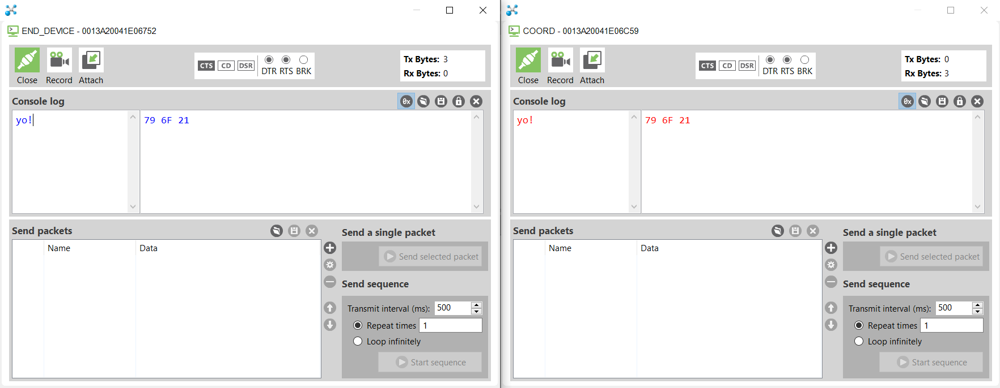 END_DEVICE - 0013A20041E06752
Close
Record
Attach
CTS
CD
DSR
DTR
RTS
BRK
Tx Bytes: 3
Rx Bytes: 0
Console log
0x
yo!
79 6F 21
Send packets
Name
Data
Send a single packet
Send selected packet
Send sequence
Transmit interval (ms): 500
Repeat times 1
Loop infinitely
Start sequence
COORD - 0013A20041E06C59
Close
Record
Attach
CTS
CD
DSR
DTR
RTS
BRK
Tx Bytes: 0
Rx Bytes: 3
Console log
0x
yo!
79 6F 21
Send packets
Name
Data
Send a single packet
Send selected packet
Send sequence
Transmit interval (ms): 500
Repeat times 1
Loop infinitely
Start sequence